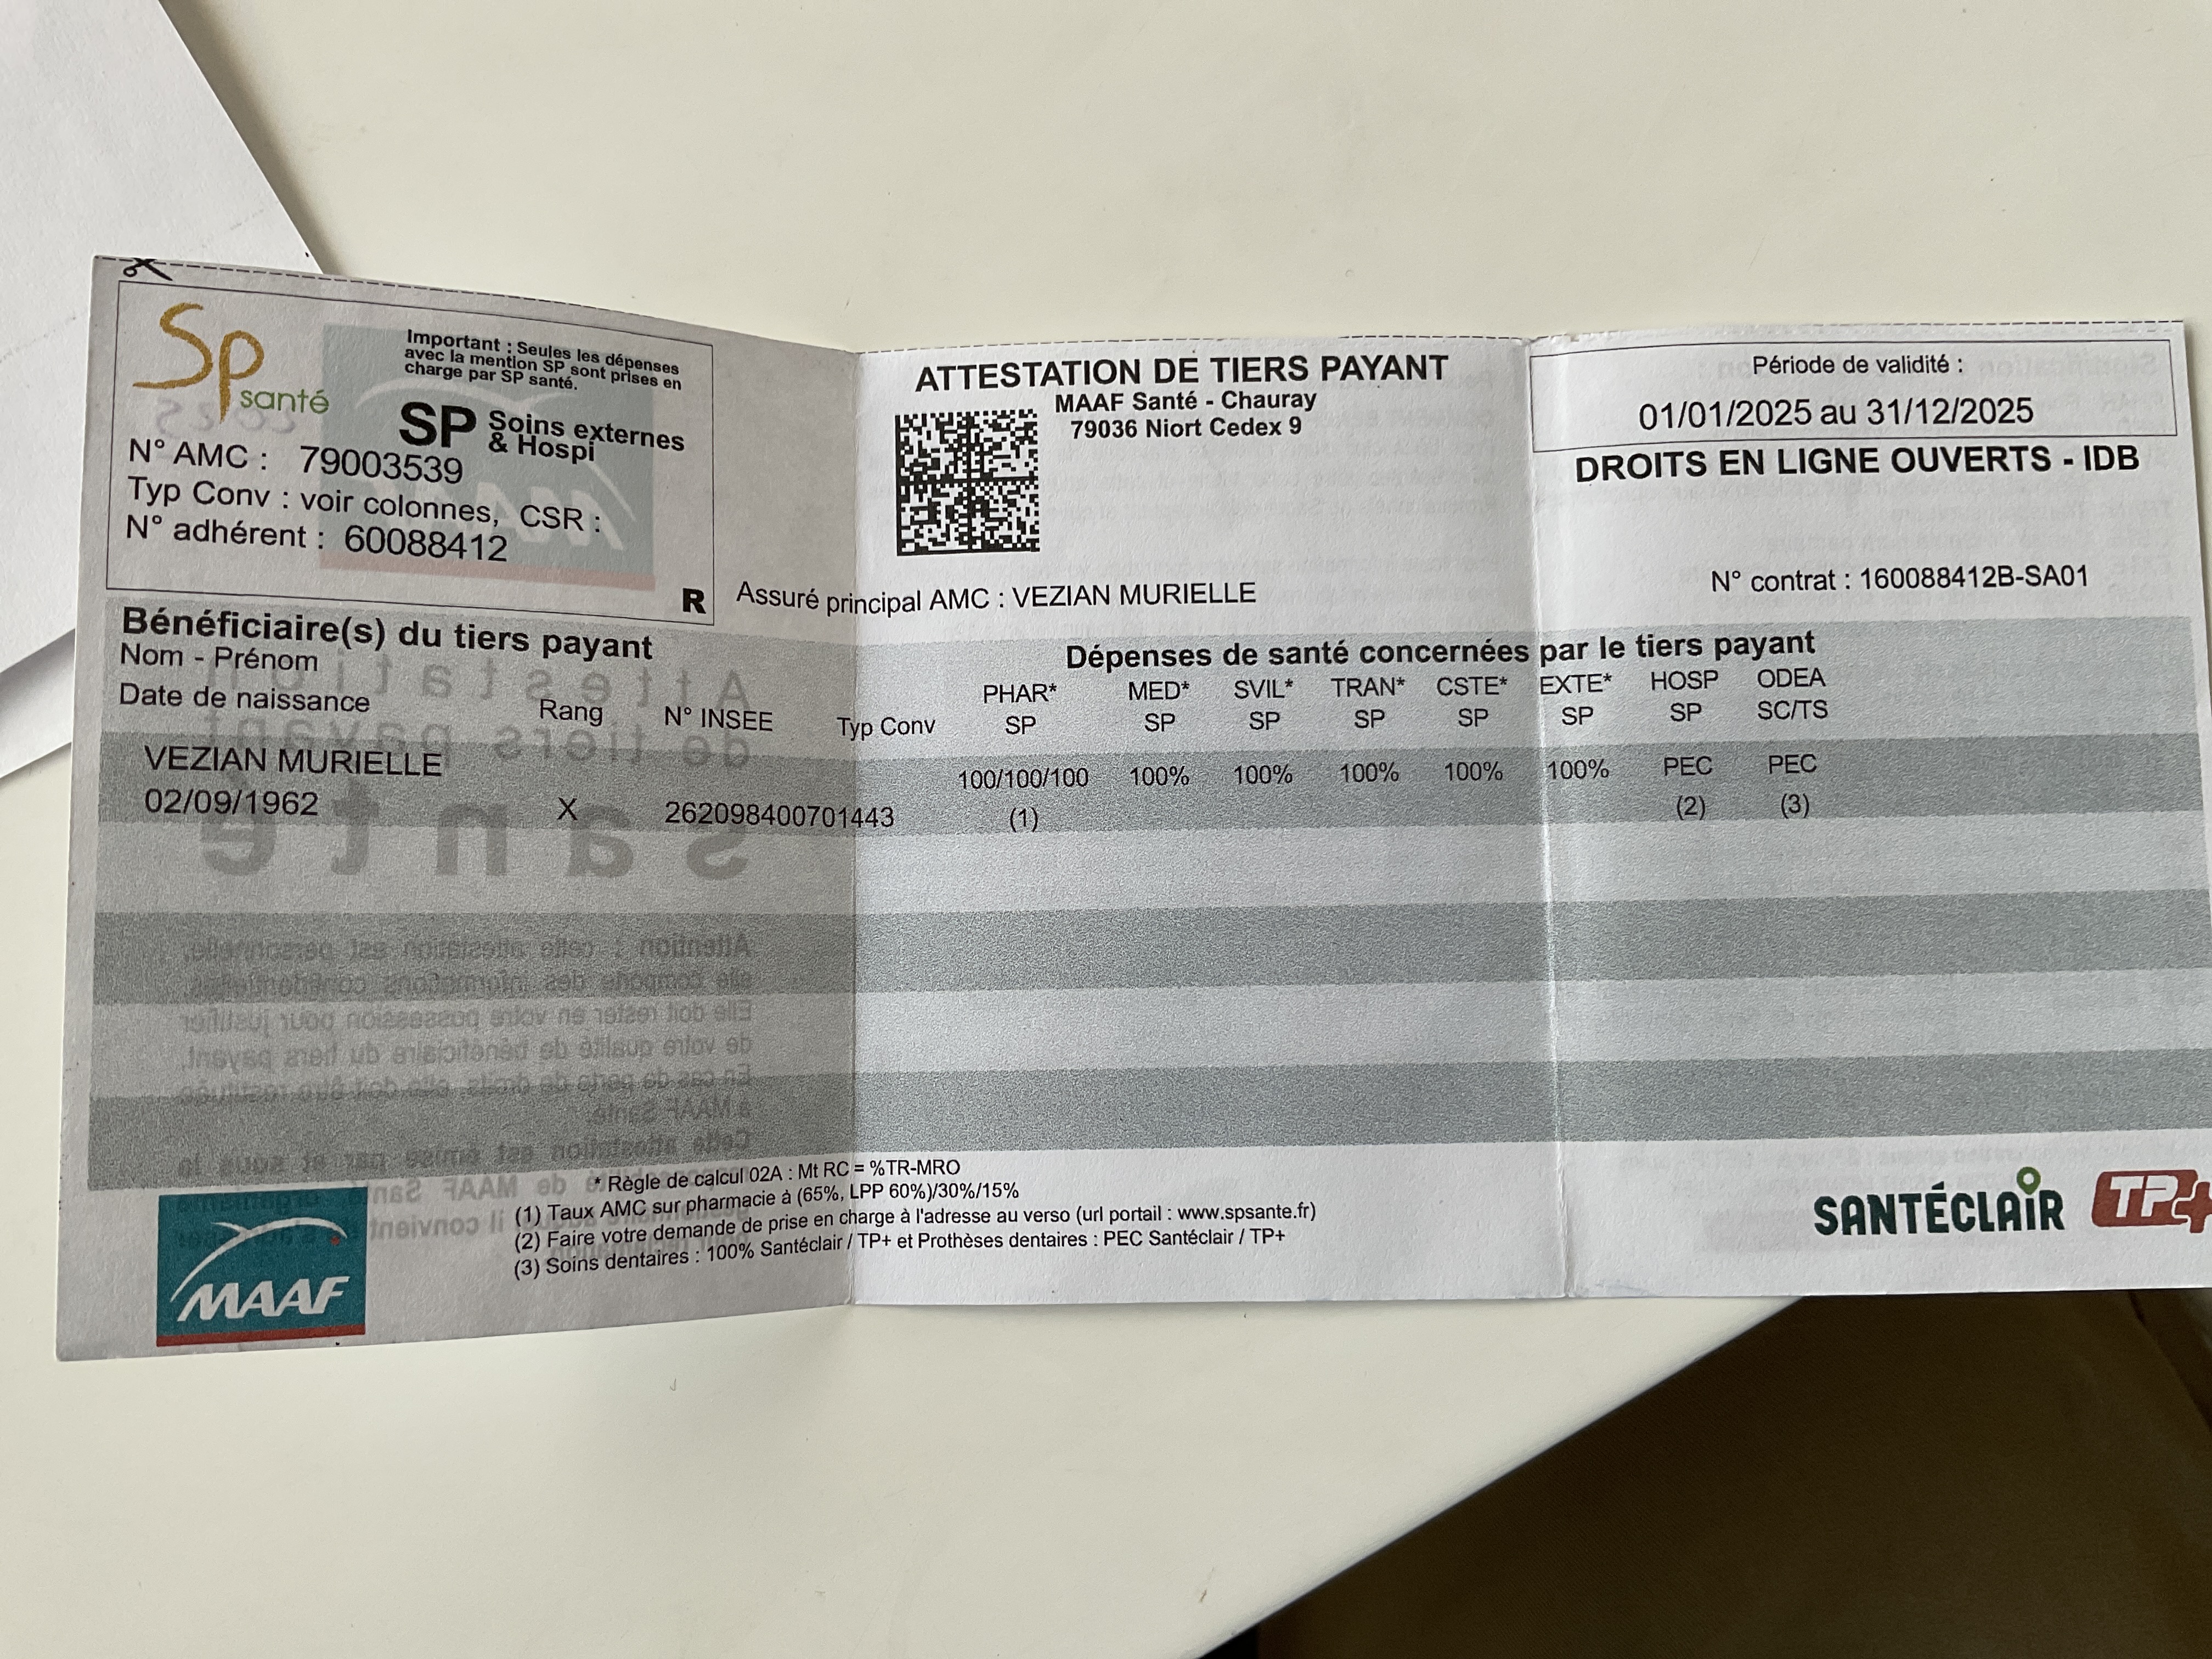 Sp
santé
Important : Seules les dépenses
avec la mention SP sont prises en
charge par SP santé.
SP Soins externes
& Hospi
N° AMC : 79003539
Typ Conv : voir colonnes, CSR :
N° adhérent : 60088412
R
ATTESTATION DE TIERS PAYANT
MAAF Santé - Chauray
79036 Niort Cedex 9
Période de validité :
01/01/2025 au 31/12/2025
DROITS EN LIGNE OUVERTS - IDB
Assuré principal AMC : VEZIAN MURIELLE
N° contrat : 160088412B-SA01
Bénéficiaire(s) du tiers payant
Dépenses de santé concernées par le tiers payant
Nom - Prénom
Date de naissance Rang N° INSEE Typ Conv
PHAR* MED* SVIL* TRAN* CSTE* EXTE* HOSP ODEA
SP SP SP SP SP SP SP SC/TS
VEZIAN MURIELLE
100/100/100 100% 100% 100% 100% 100% PEC PEC
02/09/1962 X 262098400701443 (1) (2) (3)
* Règle de calcul 02A : Mt RC = %TR-MRO
(1) Taux AMC sur pharmacie à (65%, LPP 60%)/30%/15%
(2) Faire votre demande de prise en charge à l'adresse au verso (url portail : www.spsante.fr)
(3) Soins dentaires : 100% Santéclair / TP+ et Prothèses dentaires : PEC Santéclair / TP+
MAAF
SANTÉCLAIR
TP+